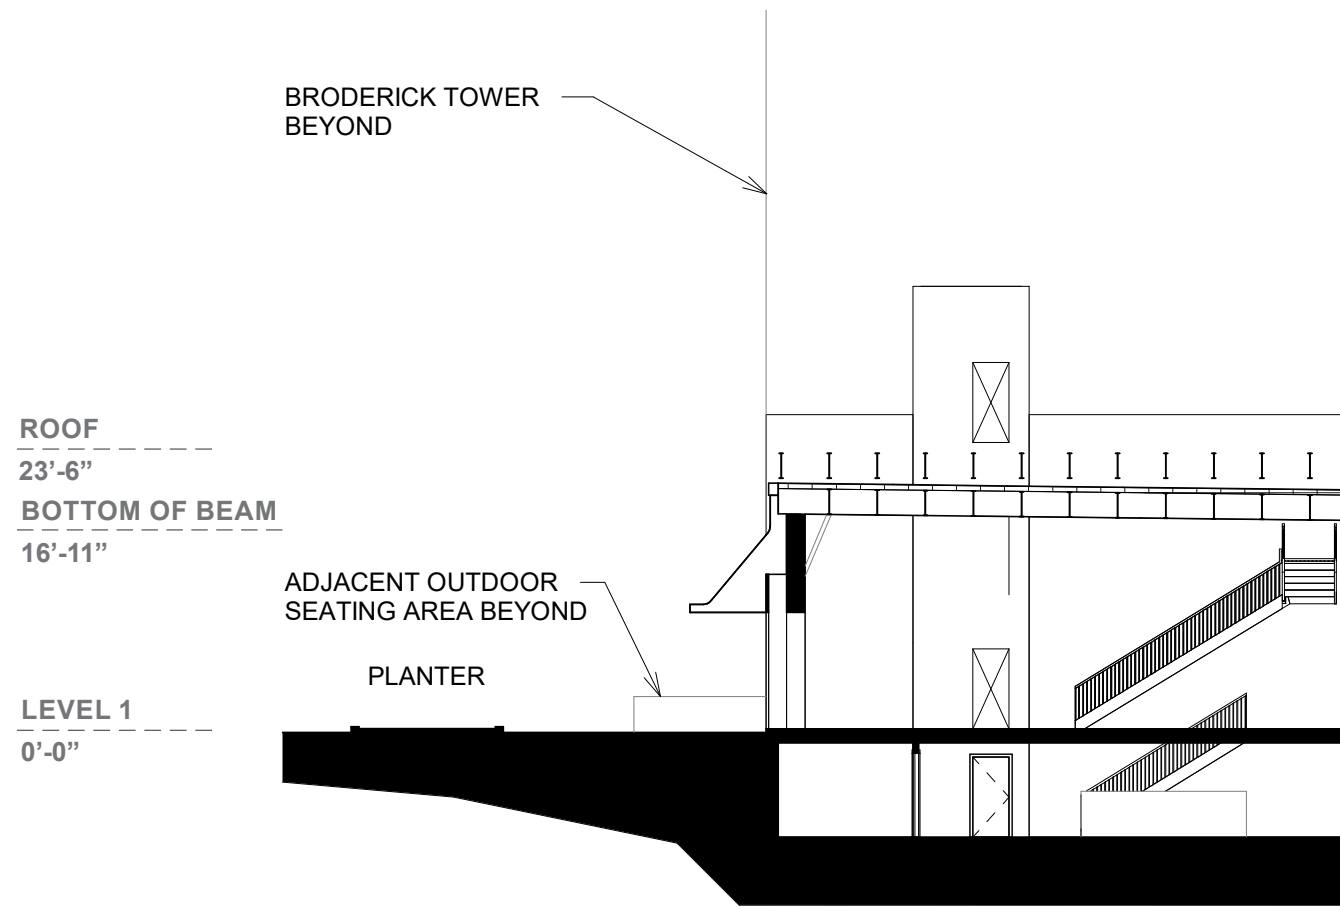 BRODERICK TOWER
BEYOND
ROOF
23’-6”
BOTTOM OF BEAM
16’-11”
ADJACENT OUTDOOR
SEATING AREA BEYOND
PLANTER
LEVEL 1
0’-0”